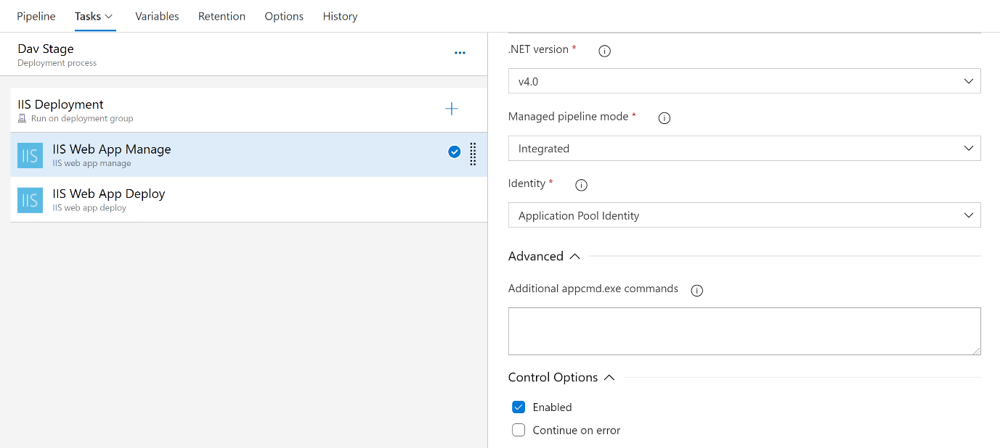 Pipeline Tasks Variables Retention Options History
Dav Stage
Deployment process
IIS Deployment
Run on deployment group
IIS
IIS Web App Manage
IIS web app manage
IIS
IIS Web App Deploy
IIS web app deploy
.NET version *
v4.0
Managed pipeline mode *
Integrated
Identity *
Application Pool Identity
Advanced
Additional appcmd.exe commands
Control Options
Enabled
Continue on error